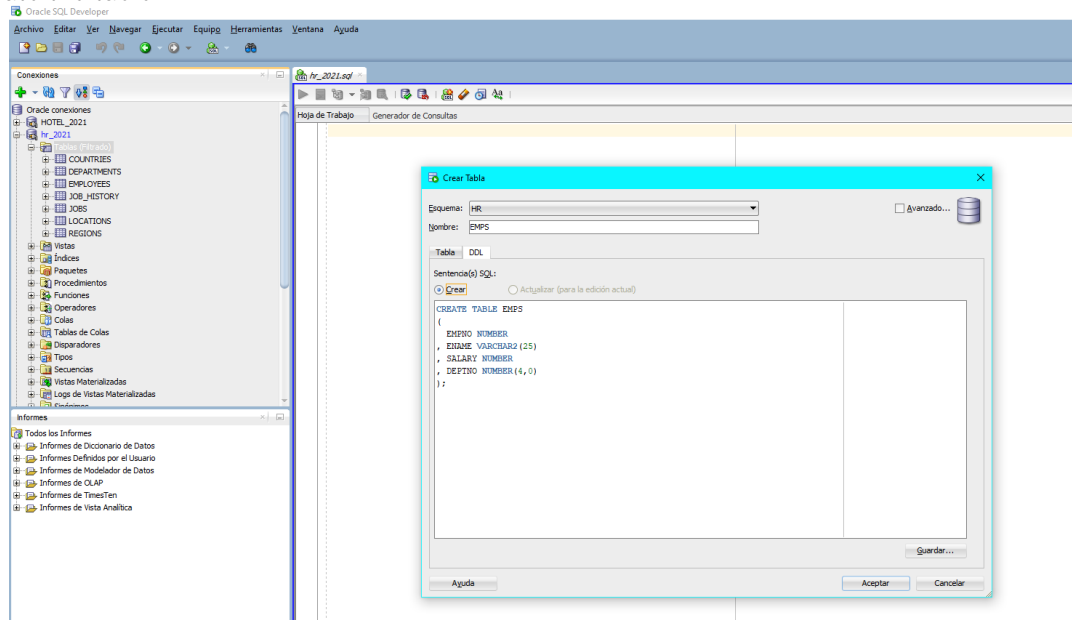 Oracle SQL Developer
Archivo Editar Ver Navegar Ejecutar Equipo Herramientas Ventana Ayuda
Conexiones
Oracle conexiones
HOTEL_2021
hr_2021
Tablas (Filtrado)
COUNTRIES
DEPARTMENTS
EMPLOYEES
JOB_HISTORY
JOBS
LOCATIONS
REGIONS
Vistas
Índices
Paquetes
Procedimientos
Funciones
Operadores
Colas
Tablas de Colas
Disparadores
Tipos
Secuencias
Vistas Materializadas
Logs de Vistas Materializadas
Sinónimos
Informes
Todos los Informes
Informes de Diccionario de Datos
Informes Definidos por el Usuario
Informes de Modelador de Datos
Informes de OLAP
Informes de TimesTen
Informes de Vista Analítica
hr_2021.sql
Hoja de Trabajo Generador de Consultas
Crear Tabla
Esquema: HR
Avanzado...
Nombre: EMPS
Tabla DDL
Sentencia(s) SQL:
Crear Actualizar (para la edición actual)
CREATE TABLE EMPS
(
EMPNO NUMBER
, ENAME VARCHAR2(25)
, SALARY NUMBER
, DEPTNO NUMBER(4,0)
);
Guardar...
Ayuda Aceptar Cancelar